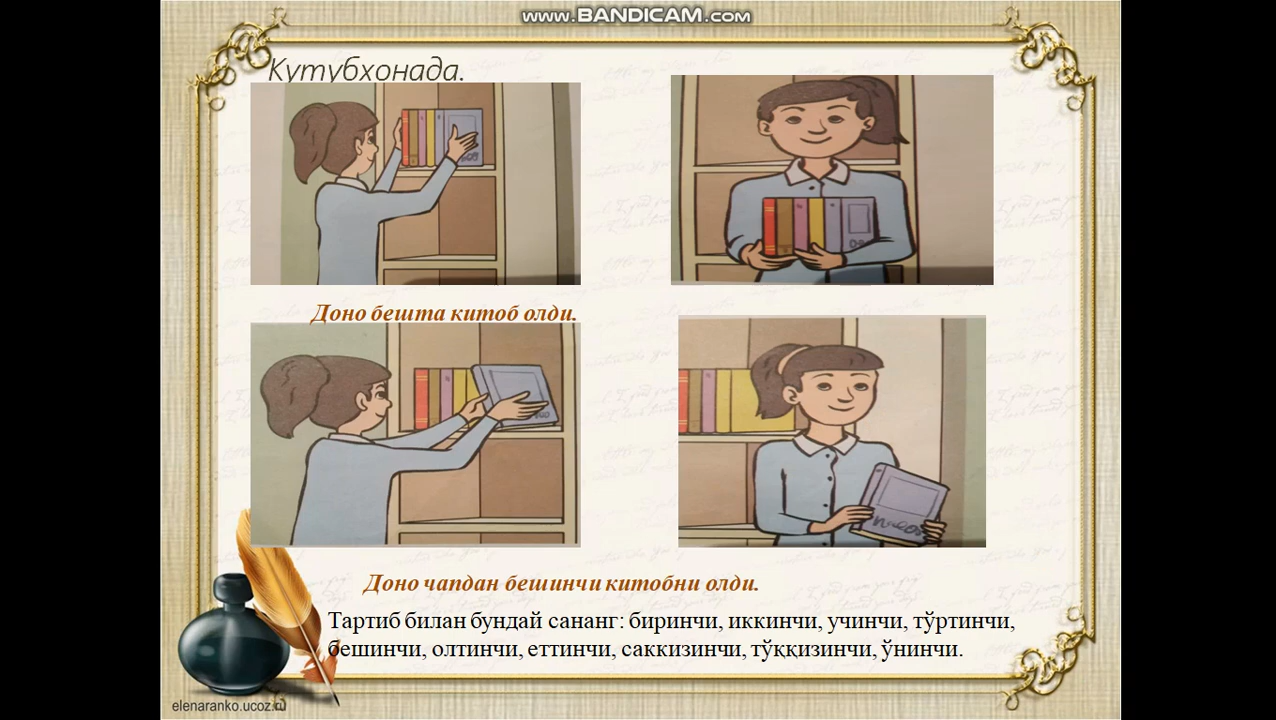 www.BANDICAM.com
Кутубхонада.
Доно бешта китоб олди.
Доно чапдан бешинчи китобни олди.
Тартиб билан бундай сананг: биринчи, иккинчи, учинчи, тўртинчи,
бешинчи, олтинчи, еттинчи, саккизинчи, тўққизинчи, ўнинчи.
elenaranko.ucoz.ru